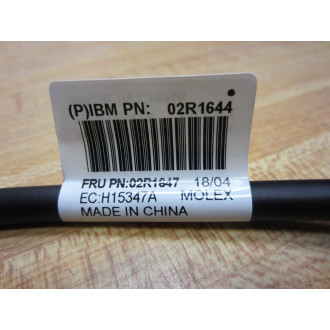 (P)IBM PN: 02R1644
FRU PN:02R1647 18/04
EC:H15347A MOLEX
MADE IN CHINA